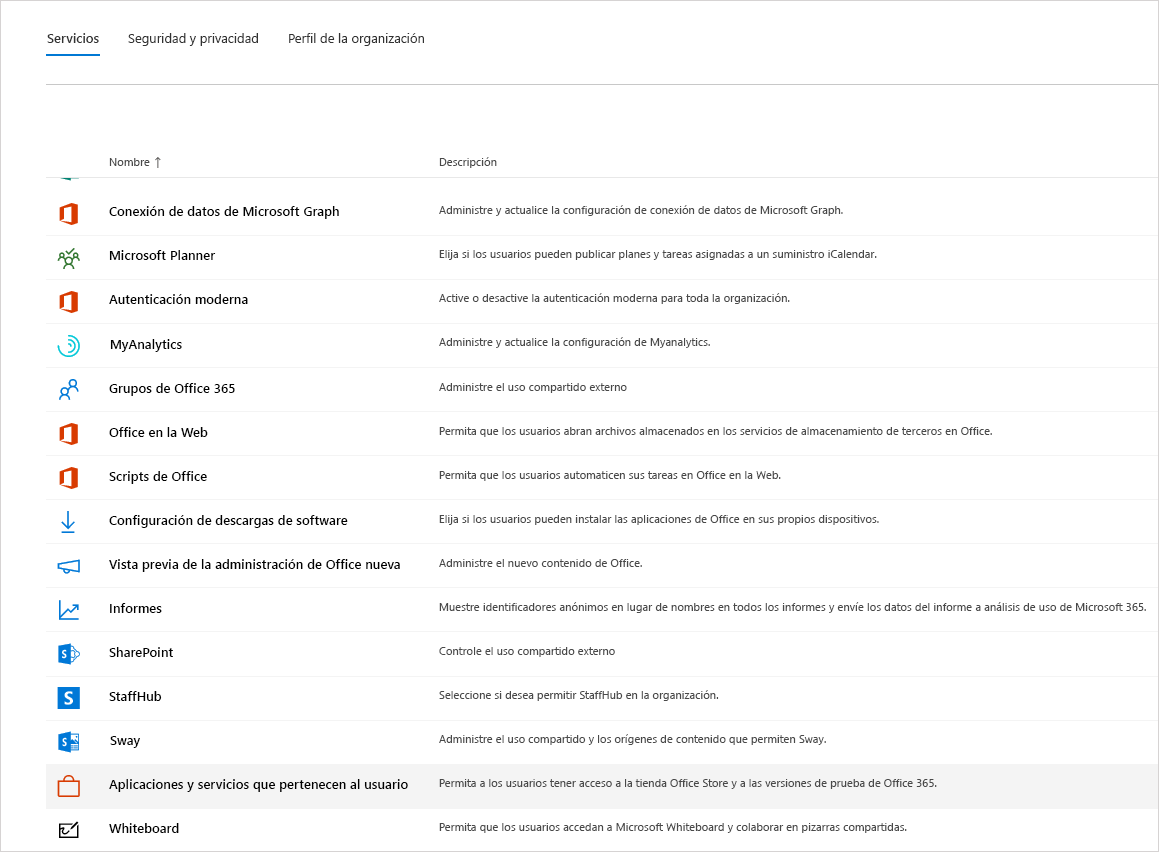 Servicios Seguridad y privacidad Perfil de la organización
Nombre ↑ Descripción
Conexión de datos de Microsoft Graph Administre y actualice la configuración de conexión de datos de Microsoft Graph.
Microsoft Planner Elija si los usuarios pueden publicar planes y tareas asignadas a un suministro iCalendar.
Autenticación moderna Active o desactive la autenticación moderna para toda la organización.
MyAnalytics Administre y actualice la configuración de Myanalytics.
Grupos de Office 365 Administre el uso compartido externo
Office en la Web Permita que los usuarios abran archivos almacenados en los servicios de almacenamiento de terceros en Office.
Scripts de Office Permita que los usuarios automaticen sus tareas en Office en la Web.
Configuración de descargas de software Elija si los usuarios pueden instalar las aplicaciones de Office en sus propios dispositivos.
Vista previa de la administración de Office nueva Administre el nuevo contenido de Office.
Informes Muestre identificadores anónimos en lugar de nombres en todos los informes y envíe los datos del informe a análisis de uso de Microsoft 365.
SharePoint Controle el uso compartido externo
StaffHub Seleccione si desea permitir StaffHub en la organización.
Sway Administre el uso compartido y los orígenes de contenido que permiten Sway.
Aplicaciones y servicios que pertenecen al usuario Permita a los usuarios tener acceso a la tienda Office Store y a las versiones de prueba de Office 365.
Whiteboard Permita que los usuarios accedan a Microsoft Whiteboard y colaborar en pizarras compartidas.